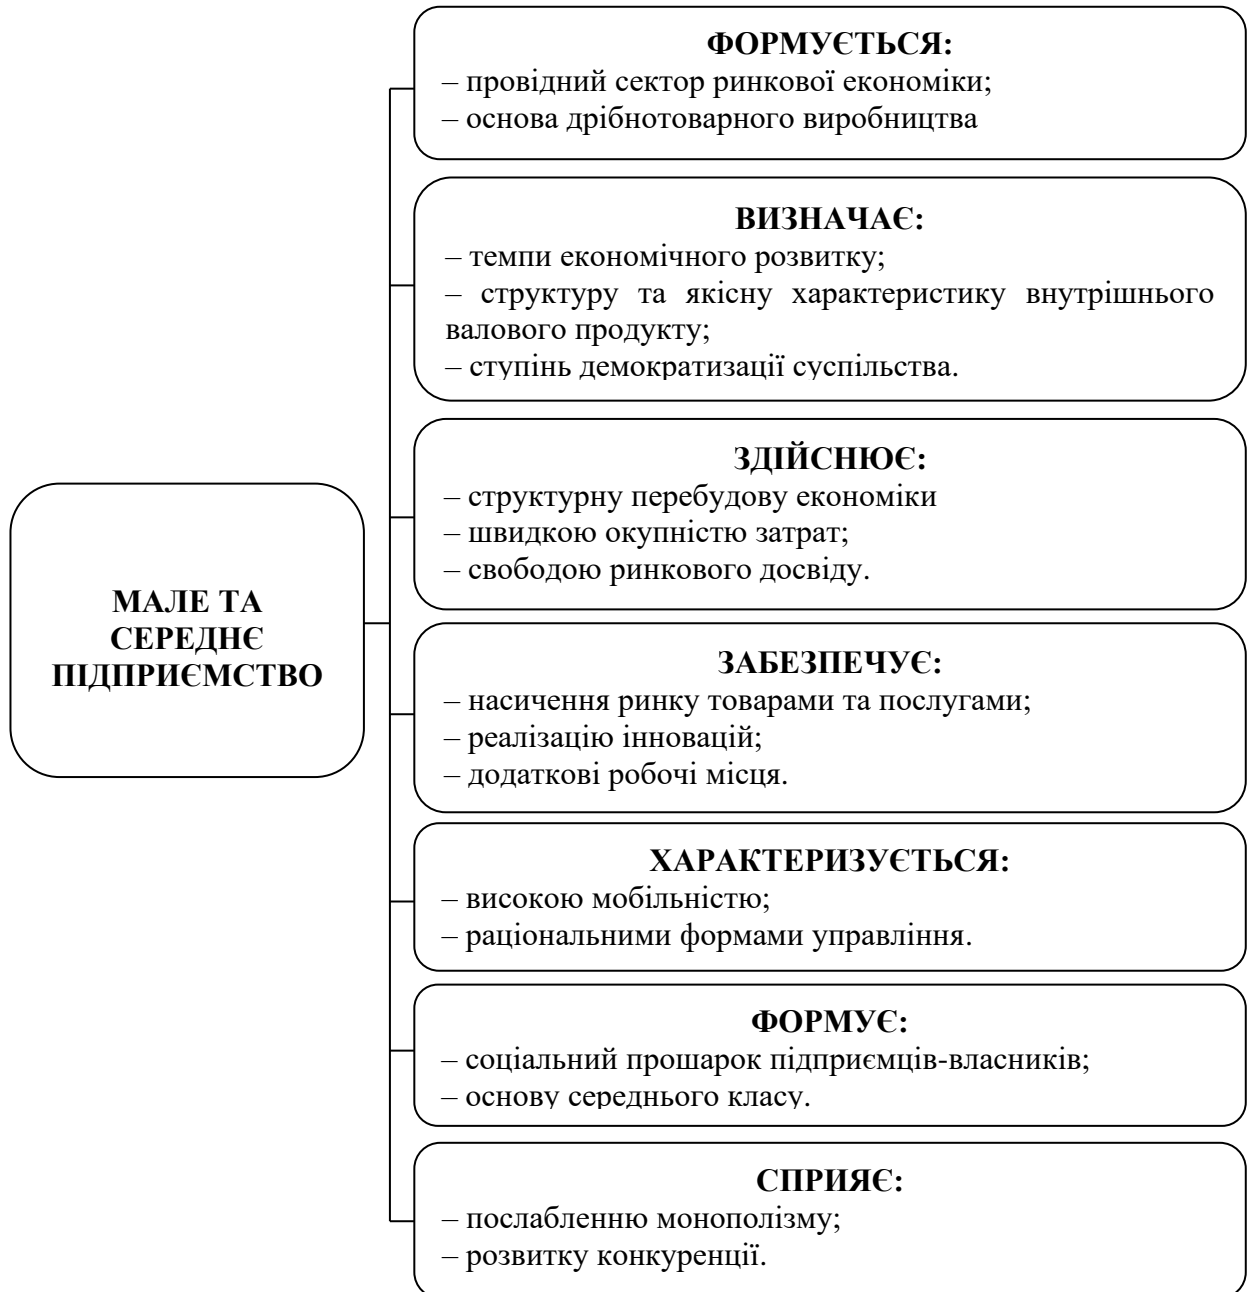 ФОРМУЄТЬСЯ:
– провідний сектор ринкової економіки;
– основа дрібнотоварного виробництва
ВИЗНАЧАЄ:
– темпи економічного розвитку;
– структуру та якісну характеристику внутрішнього
валового продукту;
– ступінь демократизації суспільства.
ЗДІЙСНЮЄ:
– структурну перебудову економіки
– швидкою окупністю затрат;
– свободою ринкового досвіду.
МАЛЕ ТА
СЕРЕДНЄ
ПІДПРИЄМСТВО
ЗАБЕЗПЕЧУЄ:
– насичення ринку товарами та послугами;
– реалізацію інновацій;
– додаткові робочі місця.
ХАРАКТЕРИЗУЄТЬСЯ:
– високою мобільністю;
– раціональними формами управління.
ФОРМУЄ:
– соціальний прошарок підприємців-власників;
– основу середнього класу.
СПРИЯЄ:
– послабленню монополізму;
– розвитку конкуренції.